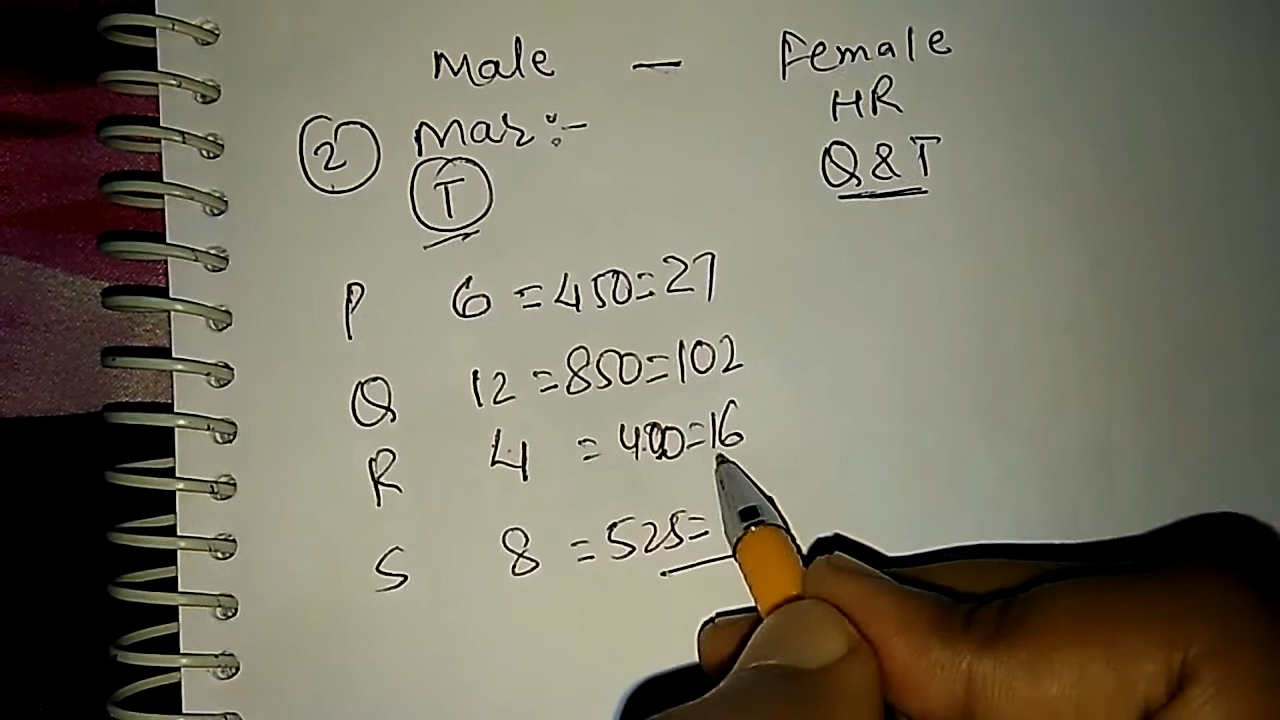 Male — Female
HR
② Mar:-
Q&T
T
P 6 = 450 = 27
Q 12 = 850 = 102
R 4 = 400 = 16
S 8 = 525 =